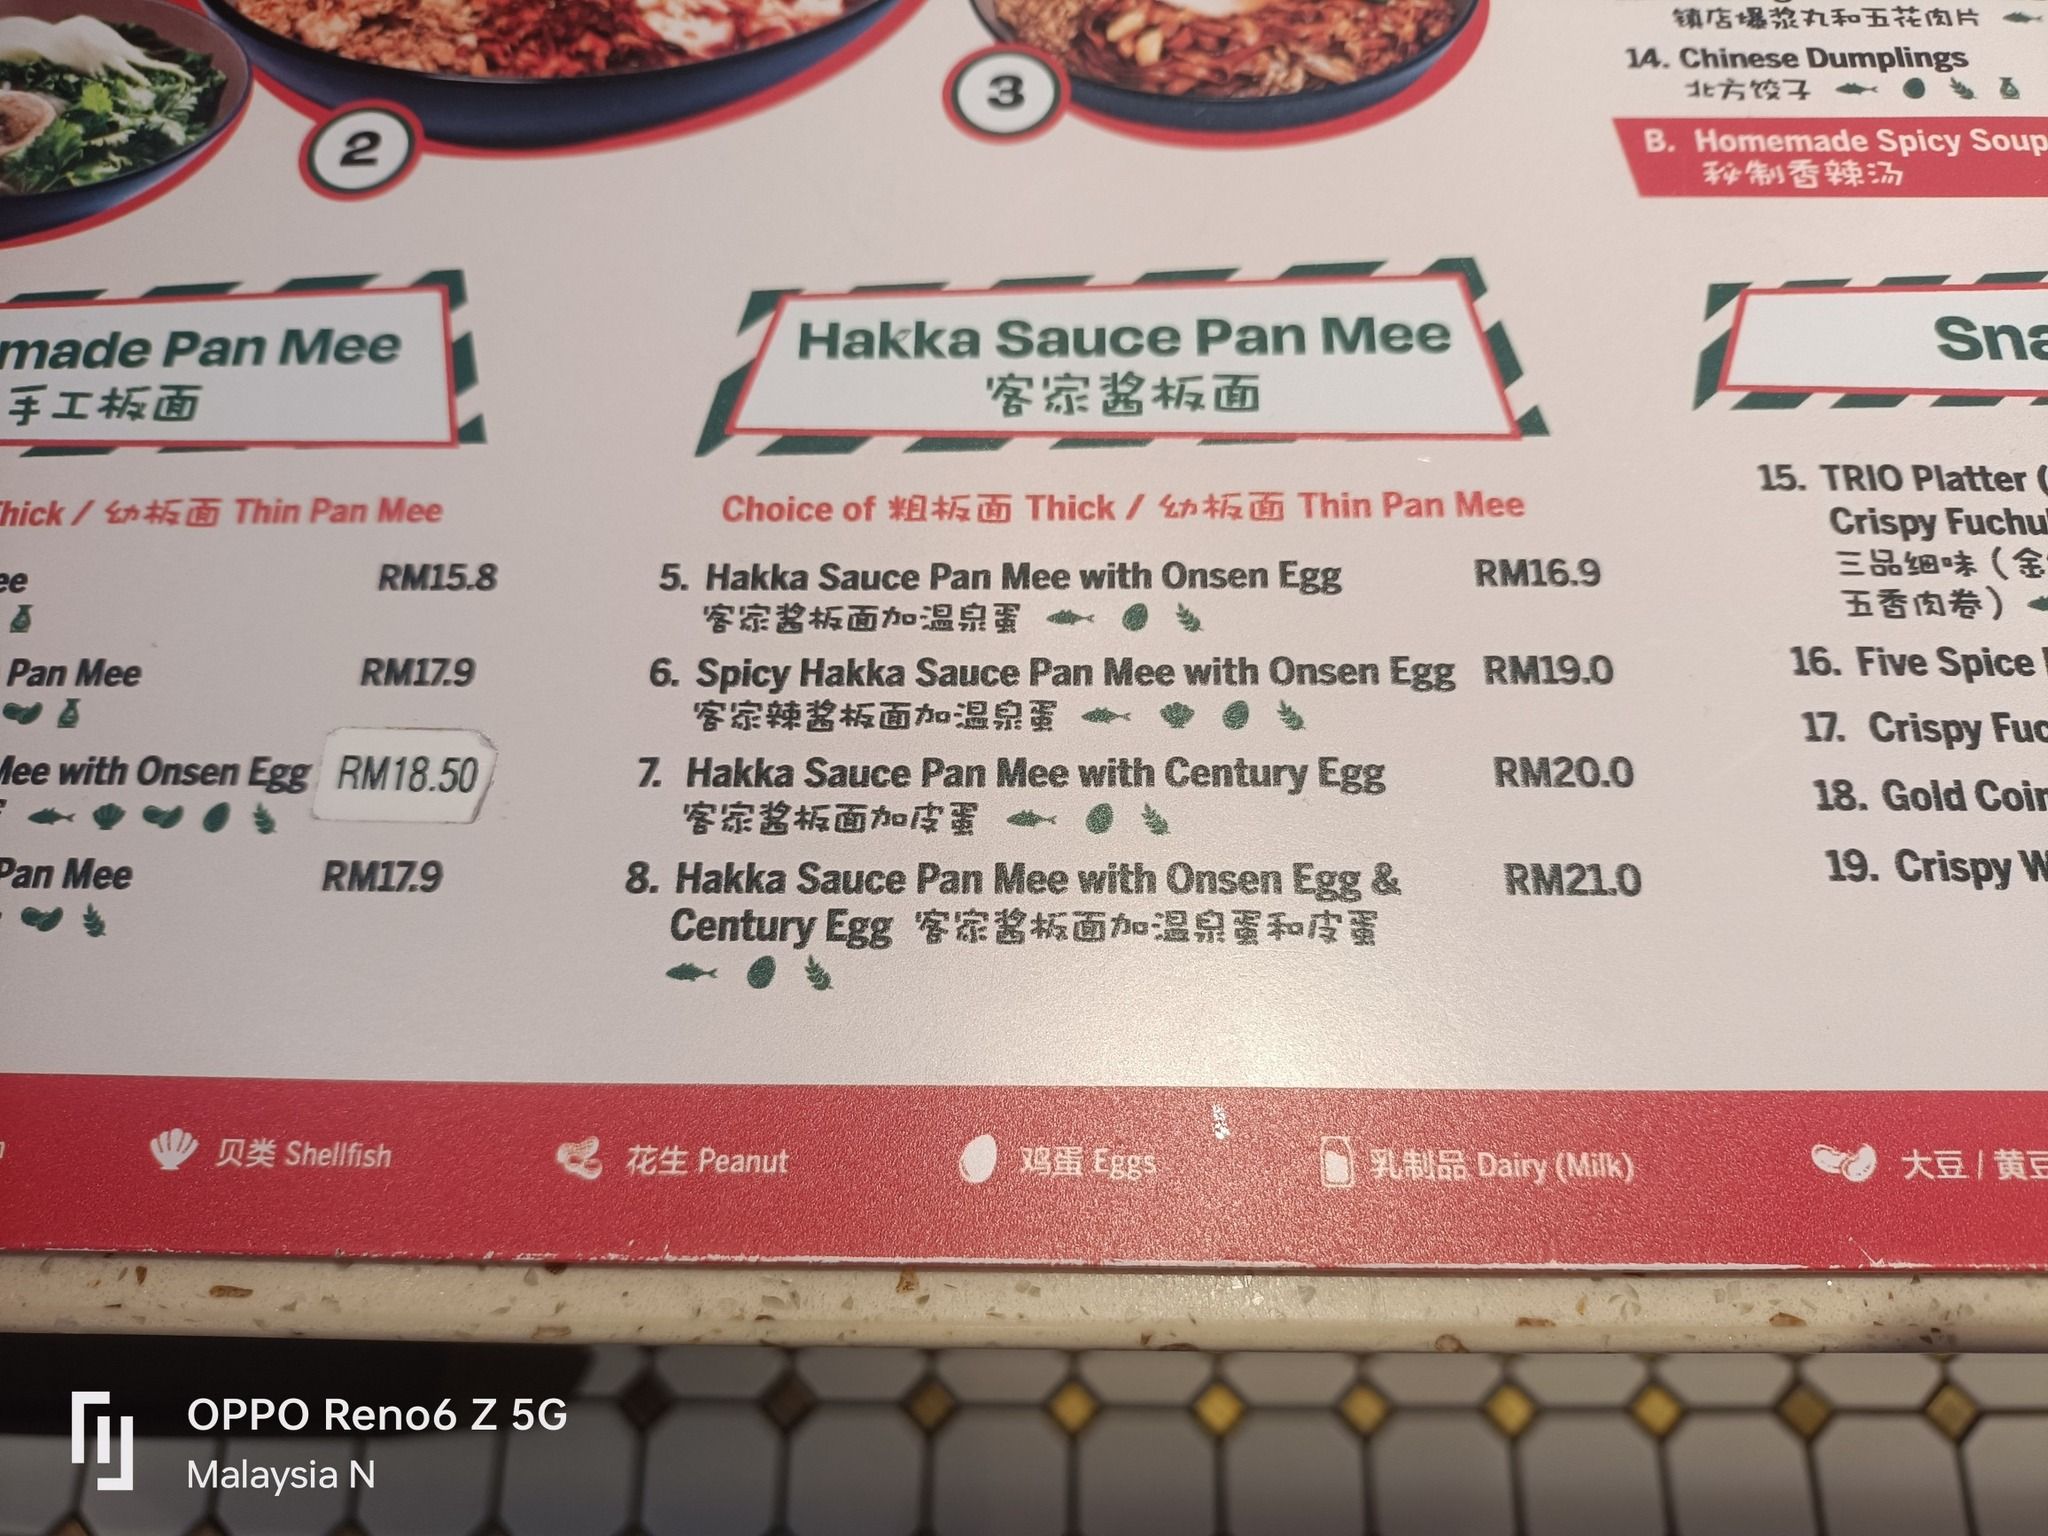 镇店爆浆丸和五花肉片
14. Chinese Dumplings
北方饺子
B. Homemade Spicy Soup
秘制香辣汤
2
3
made Pan Mee
手工板面
Thick / 幼板面 Thin Pan Mee
RM15.8
Pan Mee RM17.9
Mee with Onsen Egg RM18.50
Pan Mee RM17.9
Hakka Sauce Pan Mee
客家酱板面
Choice of 粗板面 Thick / 幼板面 Thin Pan Mee
5. Hakka Sauce Pan Mee with Onsen Egg RM16.9
客家酱板面加温泉蛋
6. Spicy Hakka Sauce Pan Mee with Onsen Egg RM19.0
客家辣酱板面加温泉蛋
7. Hakka Sauce Pan Mee with Century Egg RM20.0
客家酱板面加皮蛋
8. Hakka Sauce Pan Mee with Onsen Egg & RM21.0
Century Egg 客家酱板面加温泉蛋和皮蛋
Sna
15. TRIO Platter (
Crispy Fuchu
三品细味（金
五香肉卷）
16. Five Spice
17. Crispy Fuc
18. Gold Coin
19. Crispy W
贝类 Shellfish 花生 Peanut 鸡蛋 Eggs 乳制品 Dairy (Milk) 大豆 / 黄豆
OPPO Reno6 Z 5G
Malaysia N